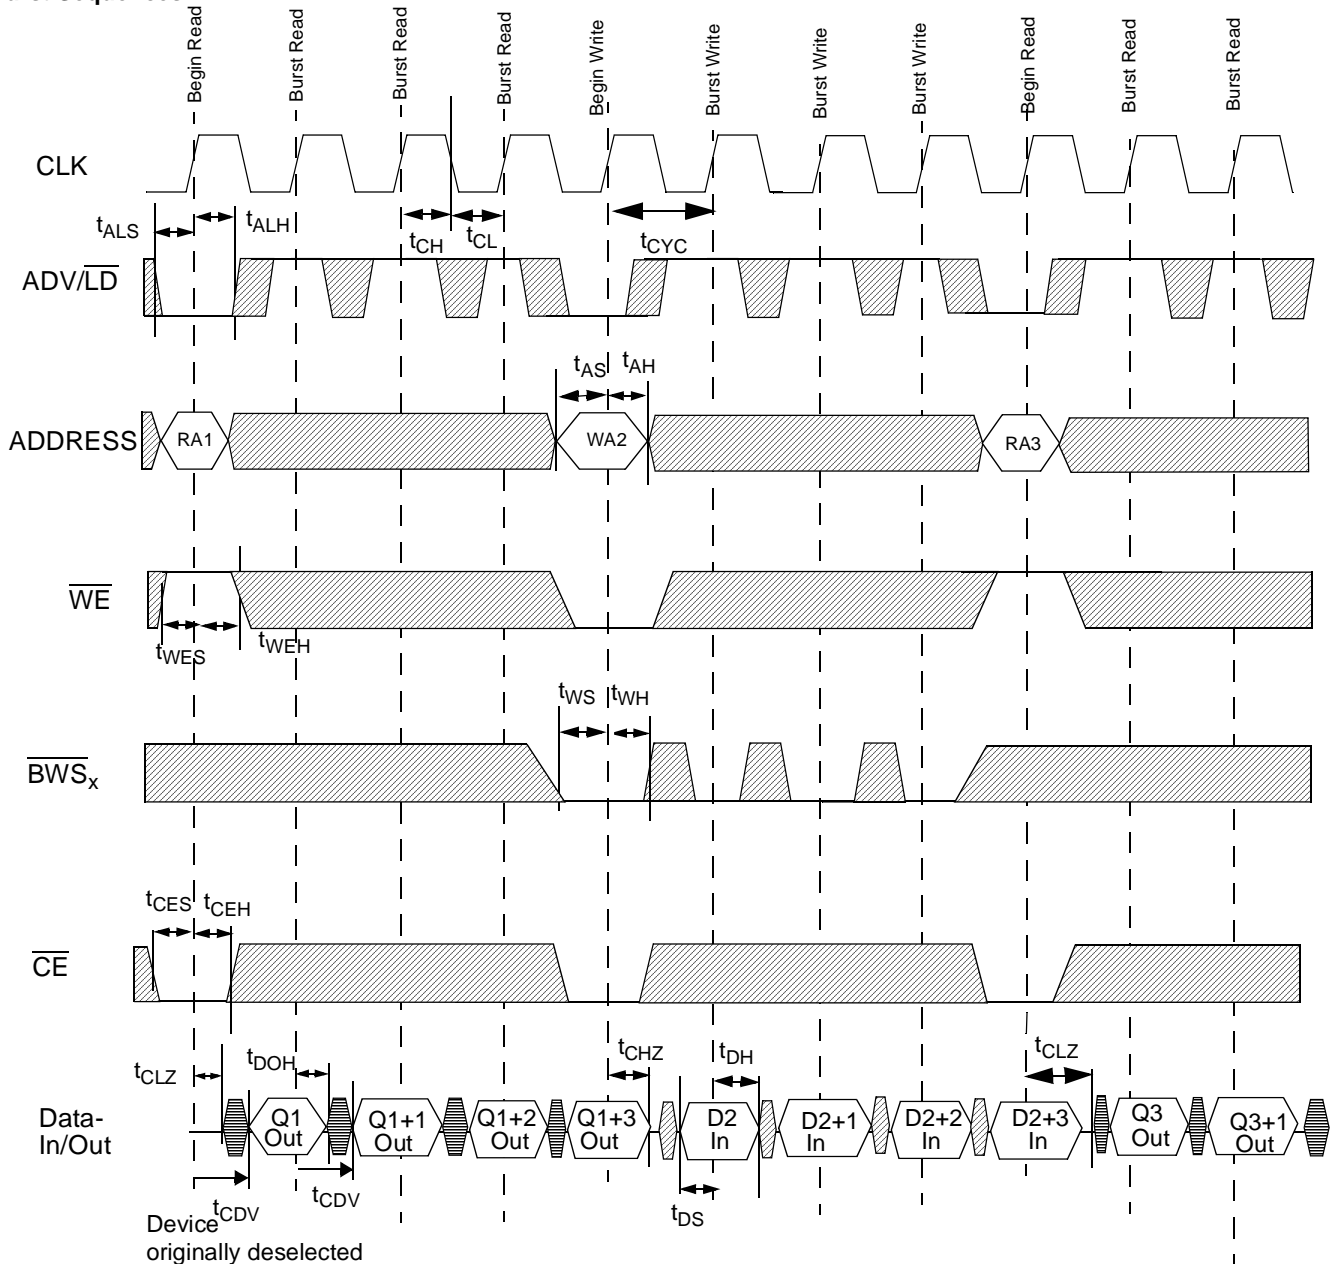 Begin Read
Burst Read
Burst Read
Burst Read
Begin Write
Burst Write
Burst Write
Burst Write
Begin Read
Burst Read
Burst Read
CLK
tALS
tALH
tCH
tCL
tCYC
ADV/LD
tAS
tAH
ADDRESS
RA1
WA2
RA3
WE
tWES
tWEH
tWS
tWH
BWSx
tCES
tCEH
CE
tCLZ
tDOH
tCHZ
tDH
tCLZ
Data-
In/Out
Q1
Out
Q1+1
Out
Q1+2
Out
Q1+3
Out
D2
In
D2+1
In
D2+2
In
D2+3
In
Q3
Out
Q3+1
Out
tCDV
tCDV
tDS
Device
originally deselected